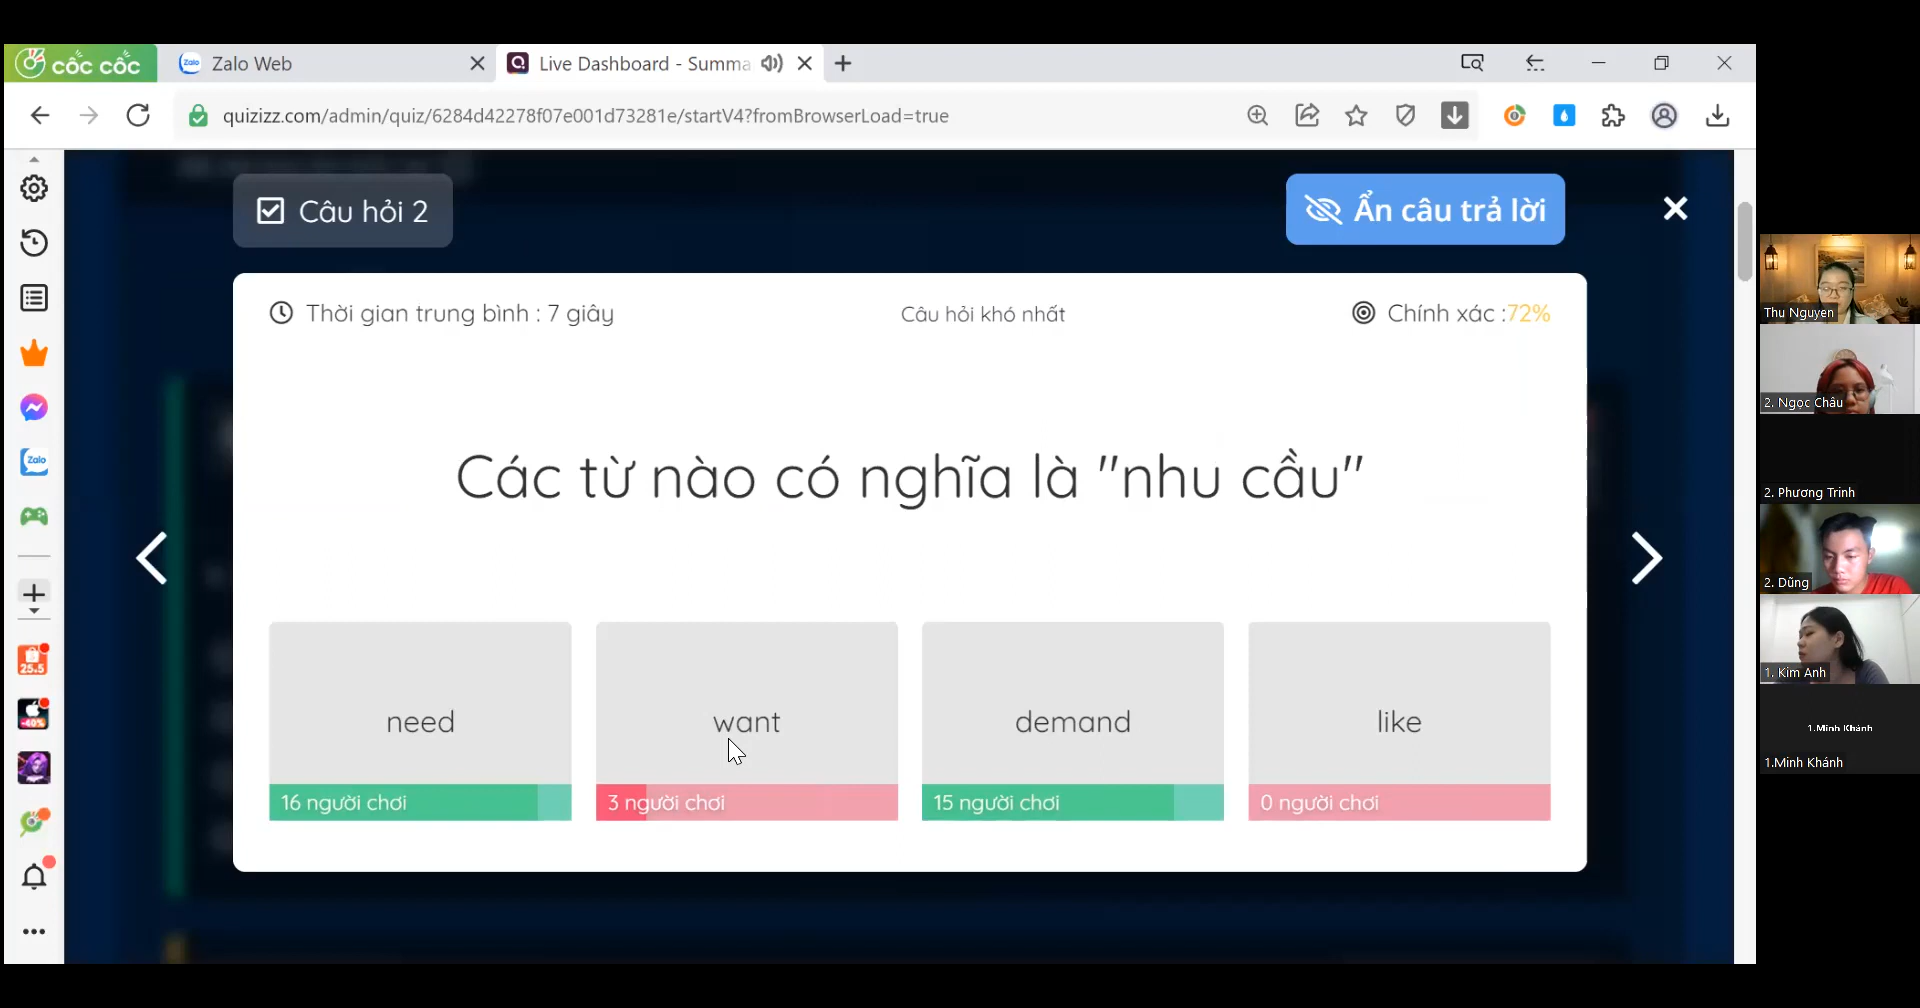 cốc cốc
Zalo Web
Live Dashboard - Summa
quizizz.com/admin/quiz/6284d42278f07e001d73281e/startV4?fromBrowserLoad=true
Câu hỏi 2
Ẩn câu trả lời
Thời gian trung bình : 7 giây
Câu hỏi khó nhất
Chính xác :72%
Các từ nào có nghĩa là "nhu cầu"
need
want
demand
like
16 người chơi
3 người chơi
15 người chơi
0 người chơi
Zalo
25.5
-40%
Thu Nguyen
2. Ngọc Châu
2. Phương Trinh
2. Dũng
1. Kim Anh
1.Minh Khánh
1.Minh Khánh